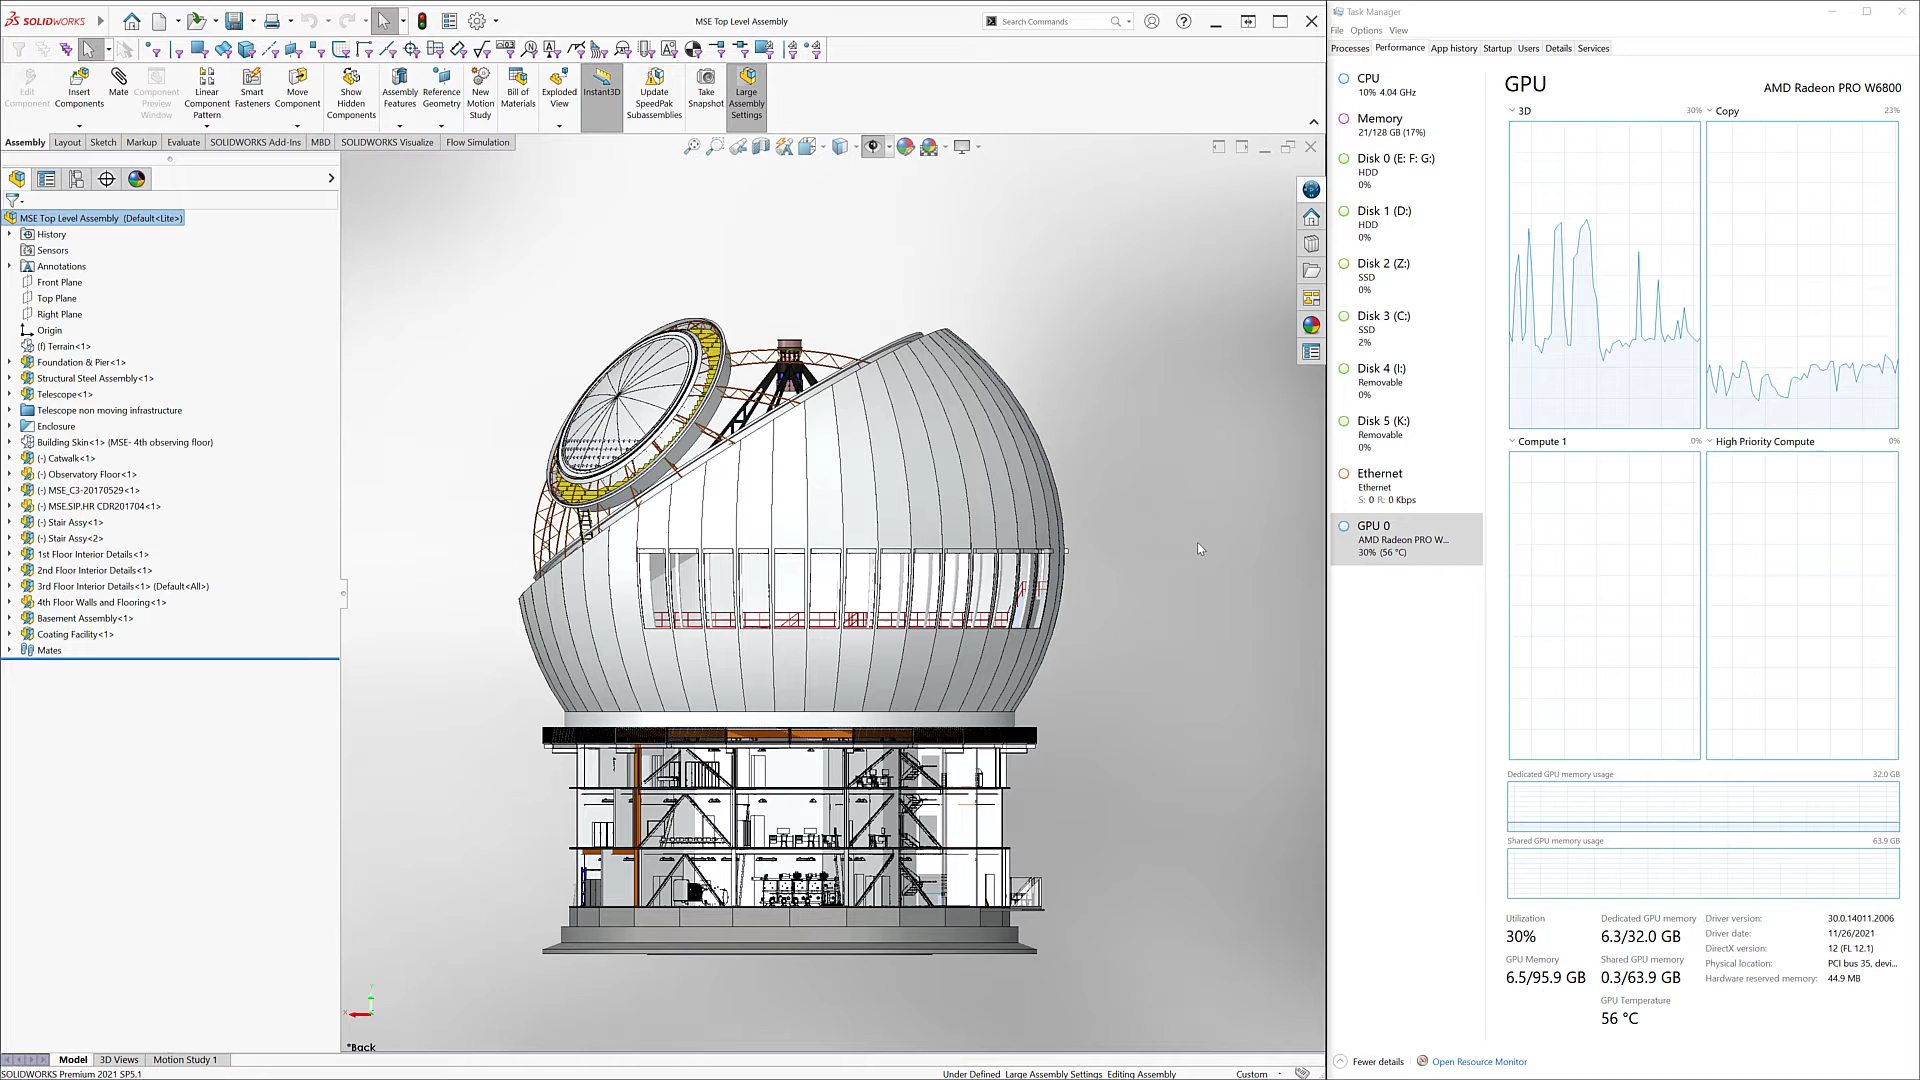 SOLIDWORKS
MSE Top Level Assembly
Search Commands
Edit Component
Insert Components
Mate
Component Preview Window
Linear Component Pattern
Smart Fasteners
Move Component
Show Hidden Components
Assembly Features
Reference Geometry
New Motion Study
Bill of Materials
Exploded View
Instant3D
Update SpeedPak Subassemblies
Take Snapshot
Large Assembly Settings
Assembly
Layout
Sketch
Markup
Evaluate
SOLIDWORKS Add-Ins
MBD
SOLIDWORKS Visualize
Flow Simulation
MSE Top Level Assembly (Default<Lite>)
History
Sensors
Annotations
Front Plane
Top Plane
Right Plane
Origin
(f) Terrain<1>
Foundation & Pier<1>
Structural Steel Assembly<1>
Telescope<1>
Telescope non moving infrastructure
Enclosure
Building Skin<1> (MSE- 4th observing floor)
(-) Catwalk<1>
(-) Observatory Floor<1>
(-) MSE_C3-20170529<1>
(-) MSE.SIP.HR CDR201704<1>
(-) Stair Assy<1>
(-) Stair Assy<2>
1st Floor Interior Details<1>
2nd Floor Interior Details<1>
3rd Floor Interior Details<1> (Default<All>)
4th Floor Walls and Flooring<1>
Basement Assembly<1>
Coating Facility<1>
Mates
*Back
Model
3D Views
Motion Study 1
SOLIDWORKS Premium 2021 SP5.1
Under Defined
Large Assembly Settings
Editing Assembly
Custom
Task Manager
File Options View
Processes
Performance
App history
Startup
Users
Details
Services
CPU
10% 4.04 GHz
Memory
21/128 GB (17%)
Disk 0 (E: F: G:)
HDD
0%
Disk 1 (D:)
HDD
0%
Disk 2 (Z:)
SSD
0%
Disk 3 (C:)
SSD
2%
Disk 4 (I:)
Removable
0%
Disk 5 (K:)
Removable
0%
Ethernet
Ethernet
S: 0 R: 0 Kbps
GPU 0
AMD Radeon PRO W...
30% (56 °C)
GPU
AMD Radeon PRO W6800
3D
30%
Copy
23%
Compute 1
0%
High Priority Compute
0%
Dedicated GPU memory usage
32.0 GB
Shared GPU memory usage
63.9 GB
Utilization
30%
Dedicated GPU memory
6.3/32.0 GB
GPU Memory
6.5/95.9 GB
Shared GPU memory
0.3/63.9 GB
GPU Temperature
56 °C
Driver version: 30.0.14011.2006
Driver date: 11/26/2021
DirectX version: 12 (FL 12.1)
Physical location: PCI bus 35, devi...
Hardware reserved memory: 44.9 MB
Fewer details
Open Resource Monitor